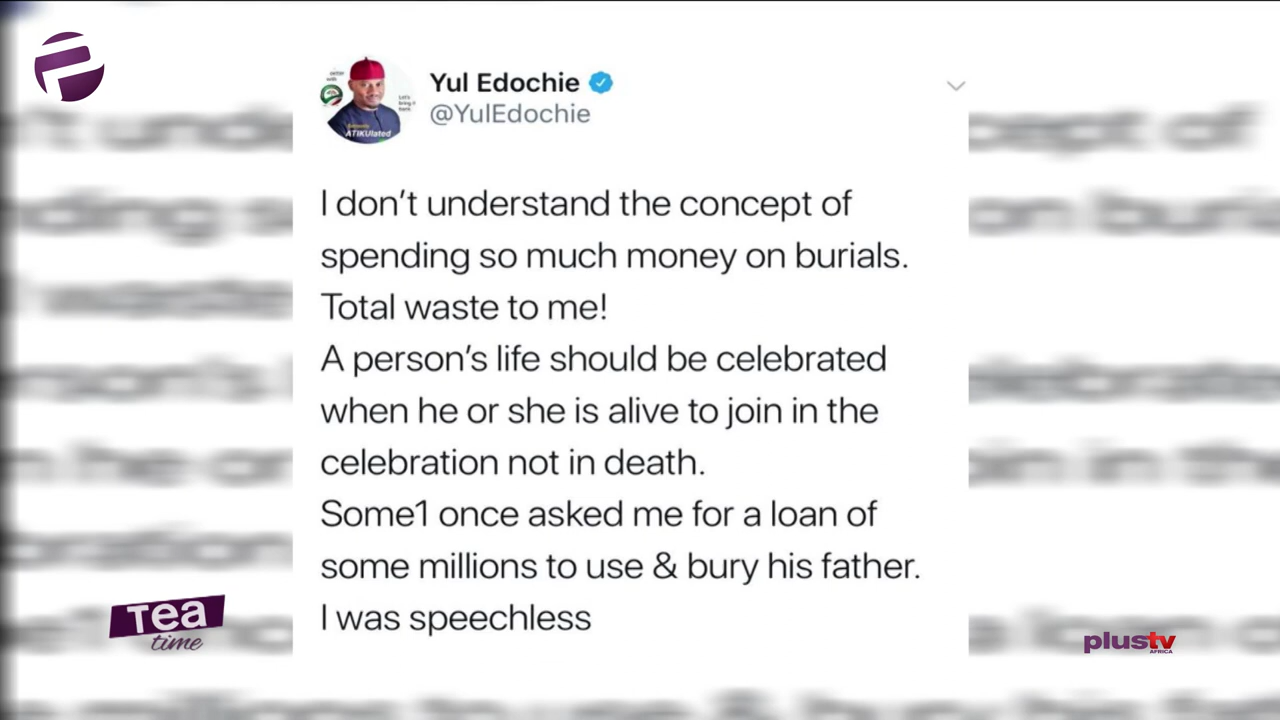 Yul Edochie
@YulEdochie
ATIKUlated
I don't understand the concept of
spending so much money on burials.
Total waste to me!
A person's life should be celebrated
when he or she is alive to join in the
celebration not in death.
Some1 once asked me for a loan of
some millions to use & bury his father.
I was speechless
Tea
time
plustv
AFRICA